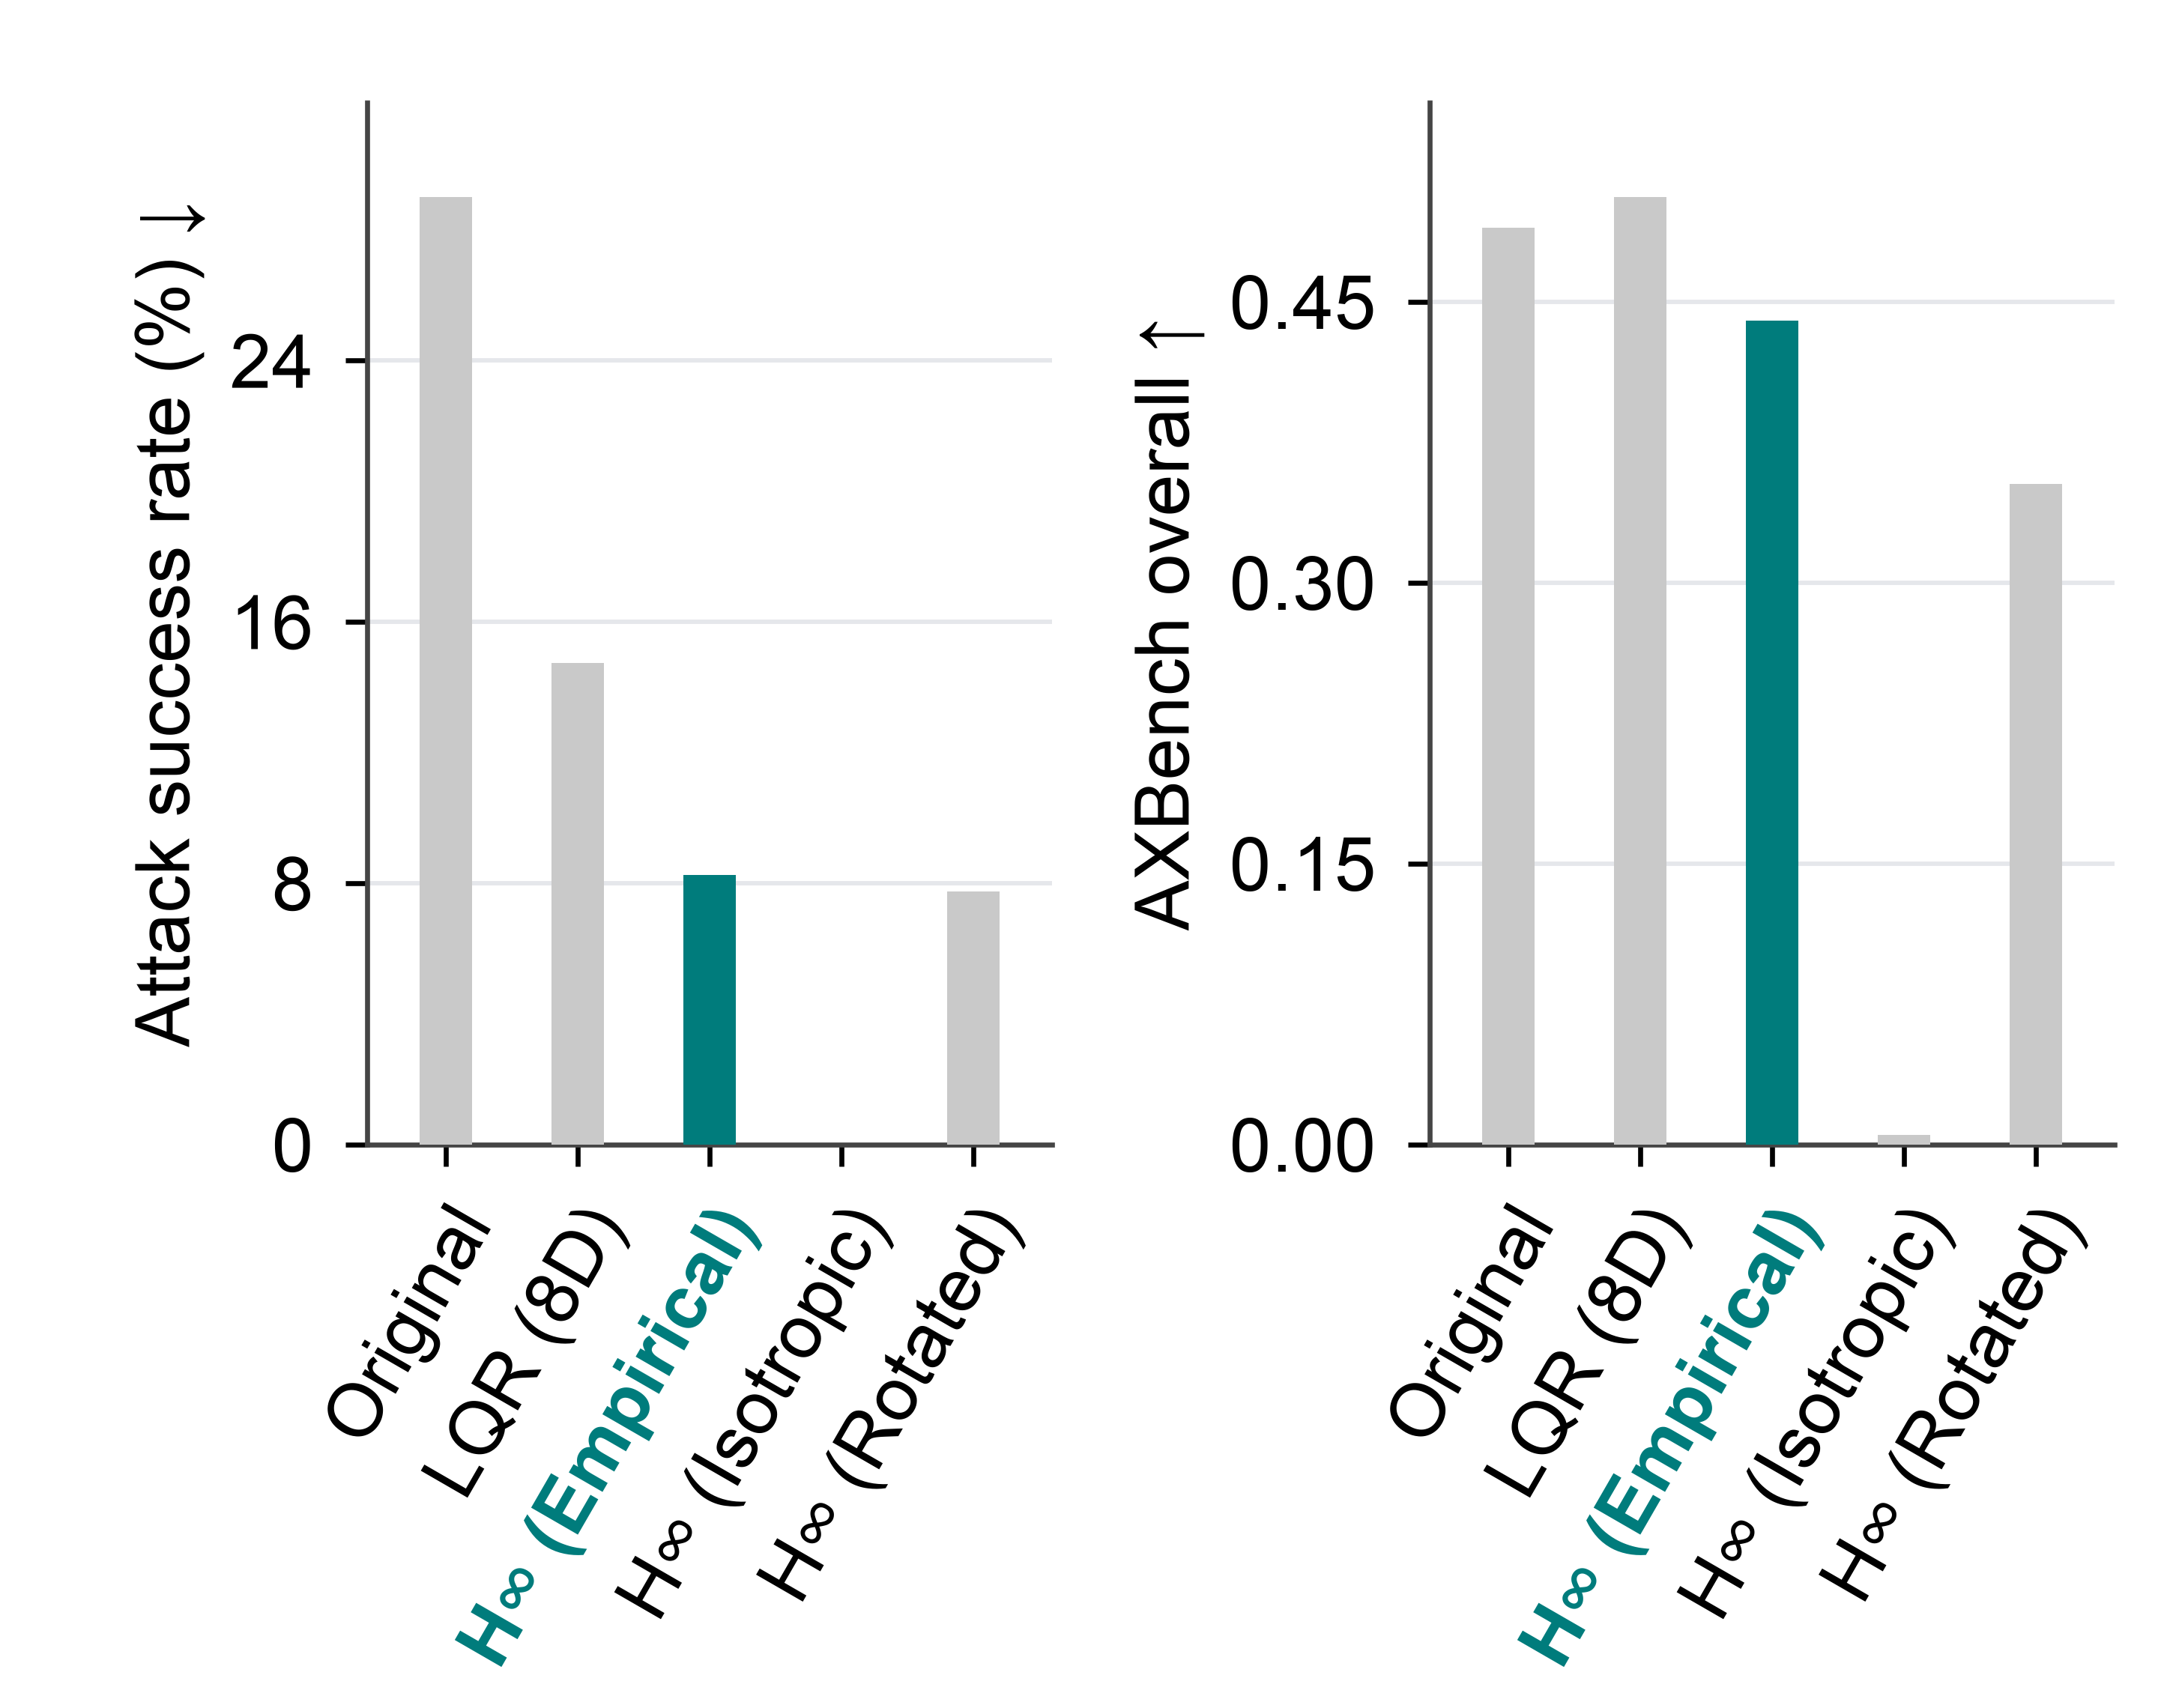 Attack success rate (%) ↓
24
16
8
0
Original
LQR (8D)
H∞ (Empirical)
H∞ (Isotropic)
H∞ (Rotated)
AXBench overall ↑
0.45
0.30
0.15
0.00
Original
LQR (8D)
H∞ (Empirical)
H∞ (Isotropic)
H∞ (Rotated)